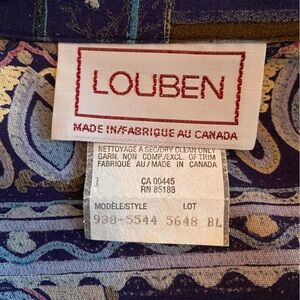 LOUBEN
MADE IN/FABRIQUE AU CANADA
NETTOYAGE A SEC/DRY CLEAN ONLY
GARN. NON COMP./EXCL. OF TRIM
FABRIQUE AU/MADE IN CANADA
CA 00445
RN 85188
MODELE/STYLE LOT
938-5544 5648 BL